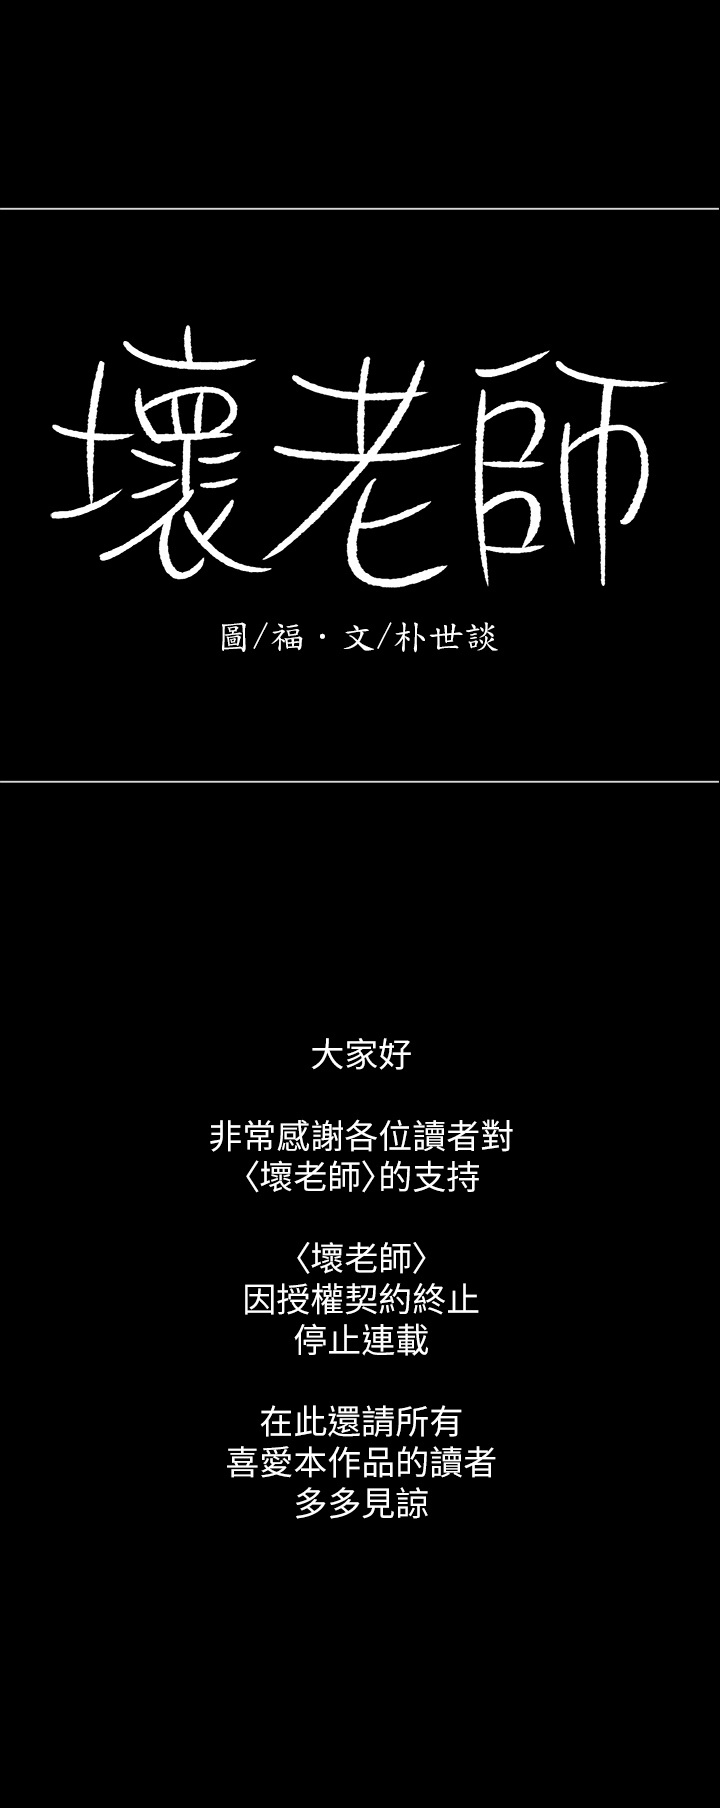 壞老師
圖/福·文/朴世談
大家好
非常感謝各位讀者對
〈壞老師〉的支持
〈壞老師〉
因授權契約終止
停止連載
在此還請所有
喜愛本作品的讀者
多多見諒